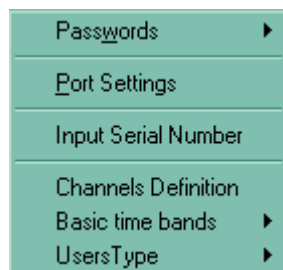 Passwords
Port Settings
Input Serial Number
Channels Definition
Basic time bands
UsersType